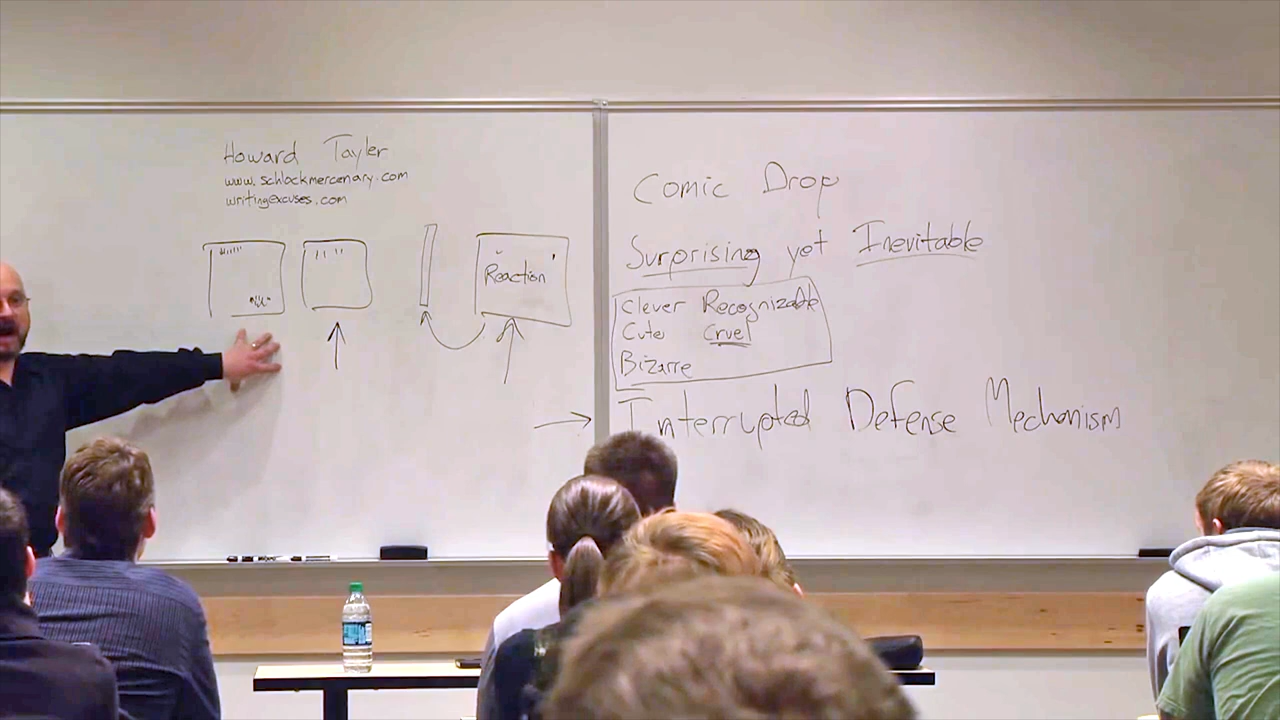 Howard Tayler
www.schlockmercenary.com
writingexcuses.com
"Reaction"
Comic Drop
Surprising yet Inevitable
Clever Recognizable
Cute Cruel
Bizarre
Interrupted Defense Mechanism